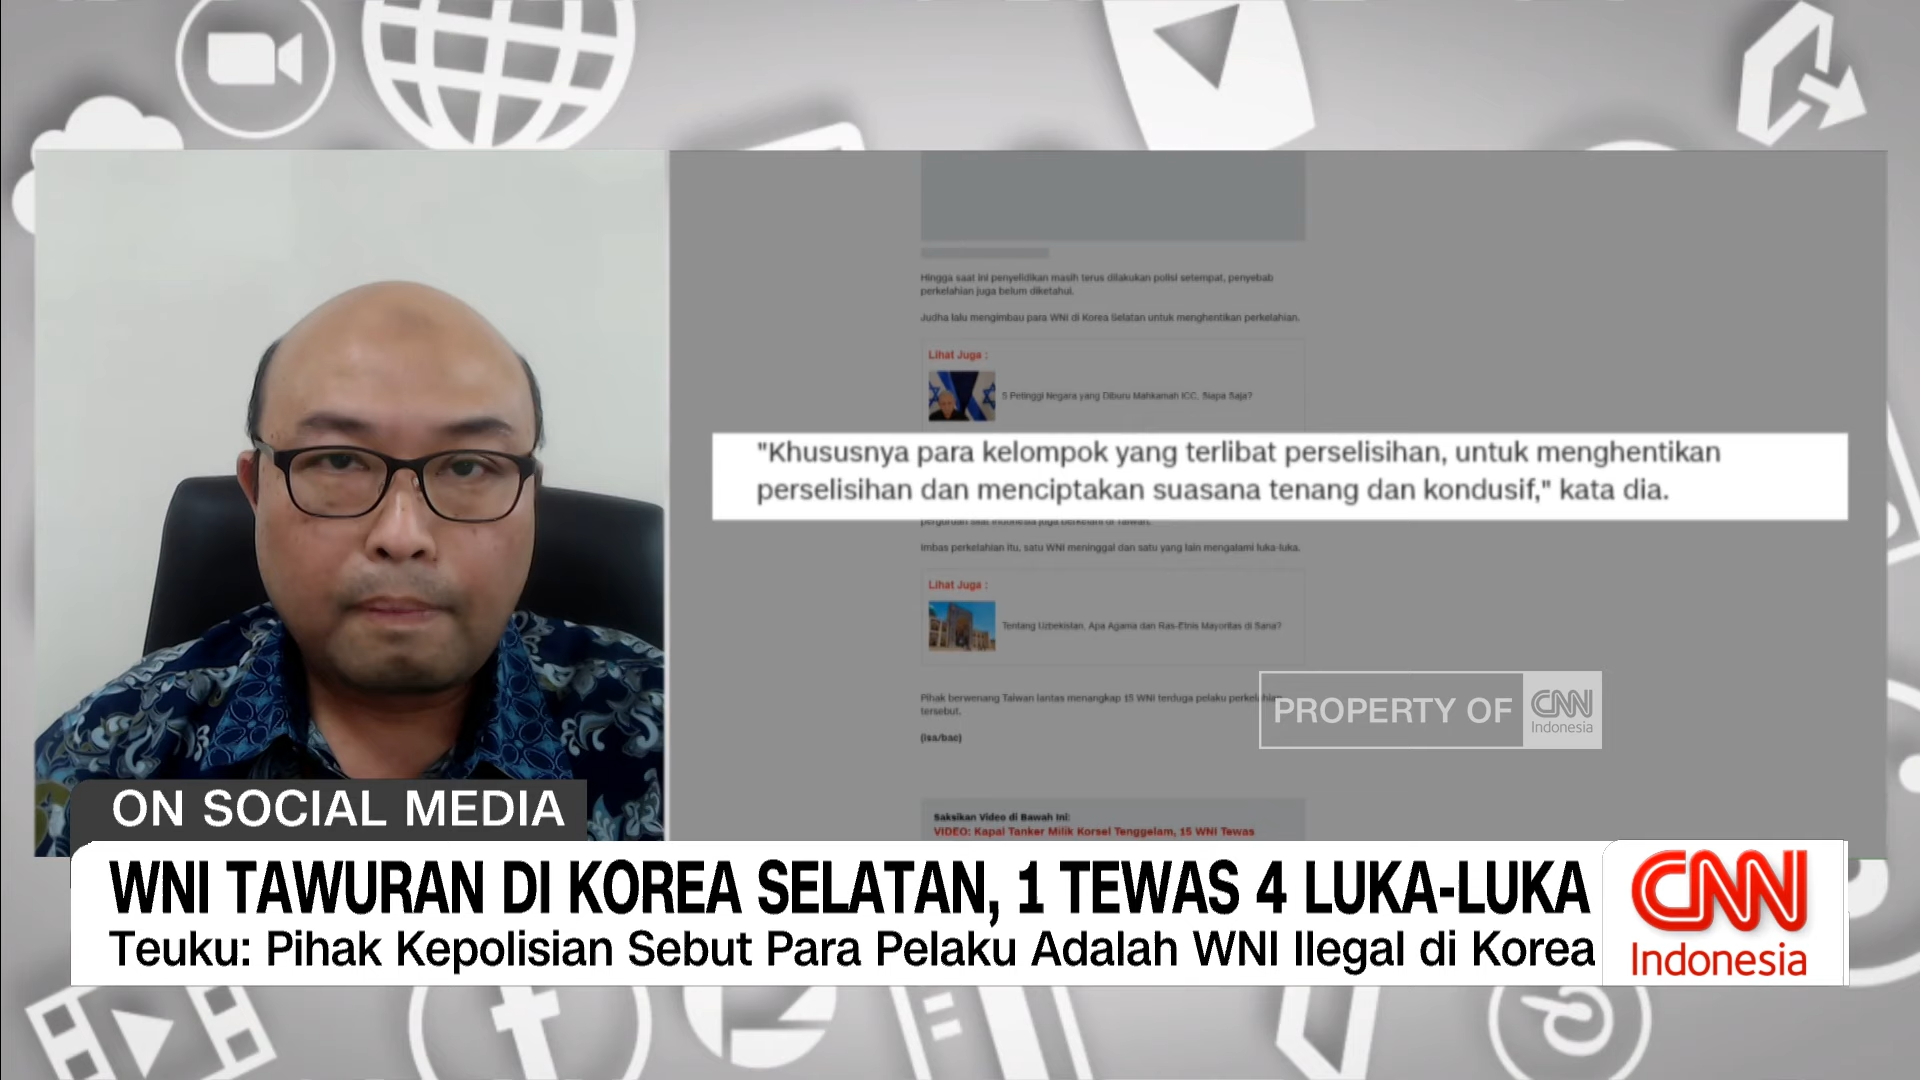 Hingga saat ini penyelidikan masih terus dilakukan polisi setempat, penyebab
perkelahian juga belum diketahui.
Judha lalu mengimbau para WNI di Korea Selatan untuk menghentikan perkelahian.
Lihat Juga :
5 Petinggi Negara yang Diburu Mahkamah ICC, Siapa Saja?
"Khususnya para kelompok yang terlibat perselisihan, untuk menghentikan
perselisihan dan menciptakan suasana tenang dan kondusif," kata dia.
Imbas perkelahian itu, satu WNI meninggal dan satu yang lain mengalami luka-luka.
Lihat Juga :
Tentang Uzbekistan, Apa Agama dan Ras-Etnis Mayoritas di Sana?
Pihak berwenang Taiwan lantas menangkap 15 WNI terduga pelaku perkelahian
tersebut.
(isa/bac)
PROPERTY OF CNN
Indonesia
Saksikan Video di Bawah Ini:
VIDEO: Kapal Tanker Milik Korsel Tenggelam, 15 WNI Tewas
ON SOCIAL MEDIA
WNI TAWURAN DI KOREA SELATAN, 1 TEWAS 4 LUKA-LUKA
Teuku: Pihak Kepolisian Sebut Para Pelaku Adalah WNI Ilegal di Korea
CNN
Indonesia